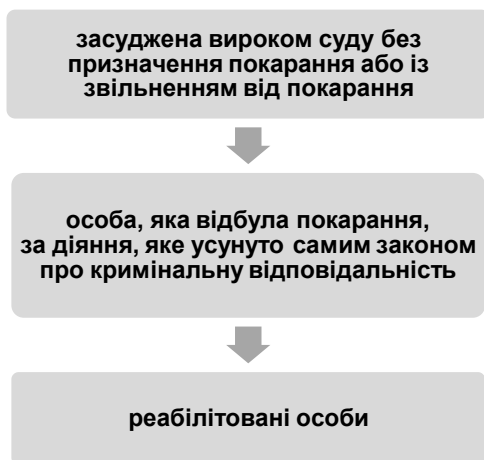 засуджена вироком суду без
призначення покарання або із
звільненням від покарання
особа, яка відбула покарання,
за діяння, яке усунуто самим законом
про кримінальну відповідальність
реабілітовані особи